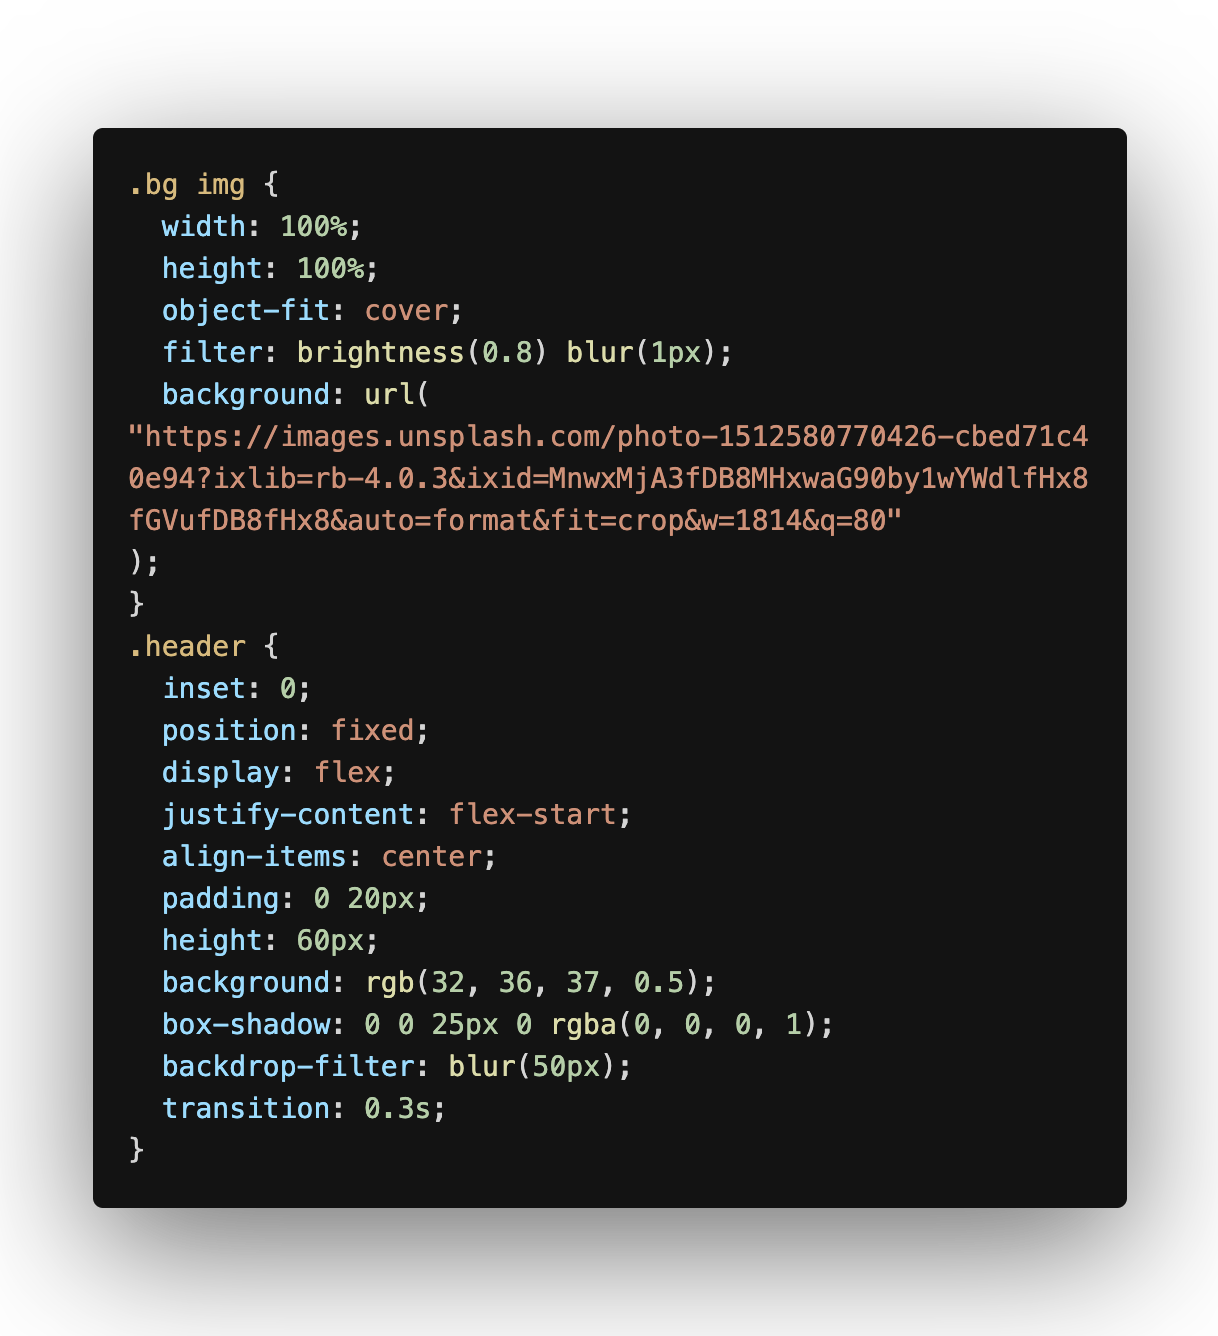 .bg img {
  width: 100%;
  height: 100%;
  object-fit: cover;
  filter: brightness(0.8) blur(1px);
  background: url(
"https://images.unsplash.com/photo-1512580770426-cbed71c4
0e94?ixlib=rb-4.0.3&ixid=MnwxMjA3fDB8MHxwaG90by1wYWdlfHx8
fGVufDB8fHx8&auto=format&fit=crop&w=1814&q=80"
);
}
.header {
  inset: 0;
  position: fixed;
  display: flex;
  justify-content: flex-start;
  align-items: center;
  padding: 0 20px;
  height: 60px;
  background: rgb(32, 36, 37, 0.5);
  box-shadow: 0 0 25px 0 rgba(0, 0, 0, 1);
  backdrop-filter: blur(50px);
  transition: 0.3s;
}